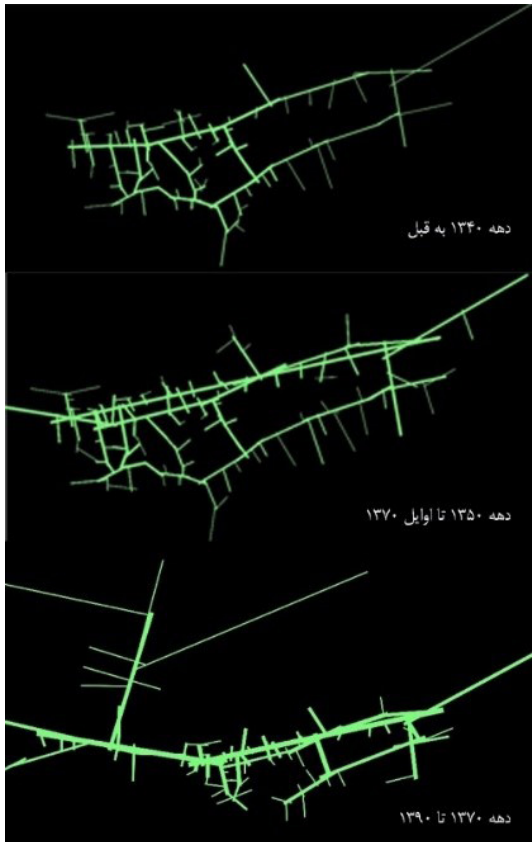 دهه ۱۳۴۰ به قبل
دهه ۱۳۵۰ تا اوایل ۱۳۷۰
دهه ۱۳۷۰ تا ۱۳۹۰